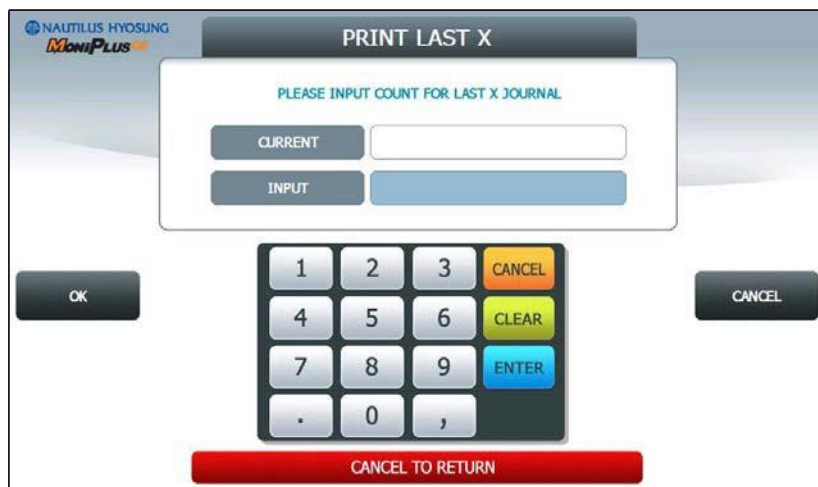 NAUTILUS HYOSUNG
MoniPlus CE
PRINT LAST X
PLEASE INPUT COUNT FOR LAST X JOURNAL
CURRENT
INPUT
1 2 3 CANCEL
OK
CANCEL
4 5 6 CLEAR
7 8 9 ENTER
. 0 ,
CANCEL TO RETURN